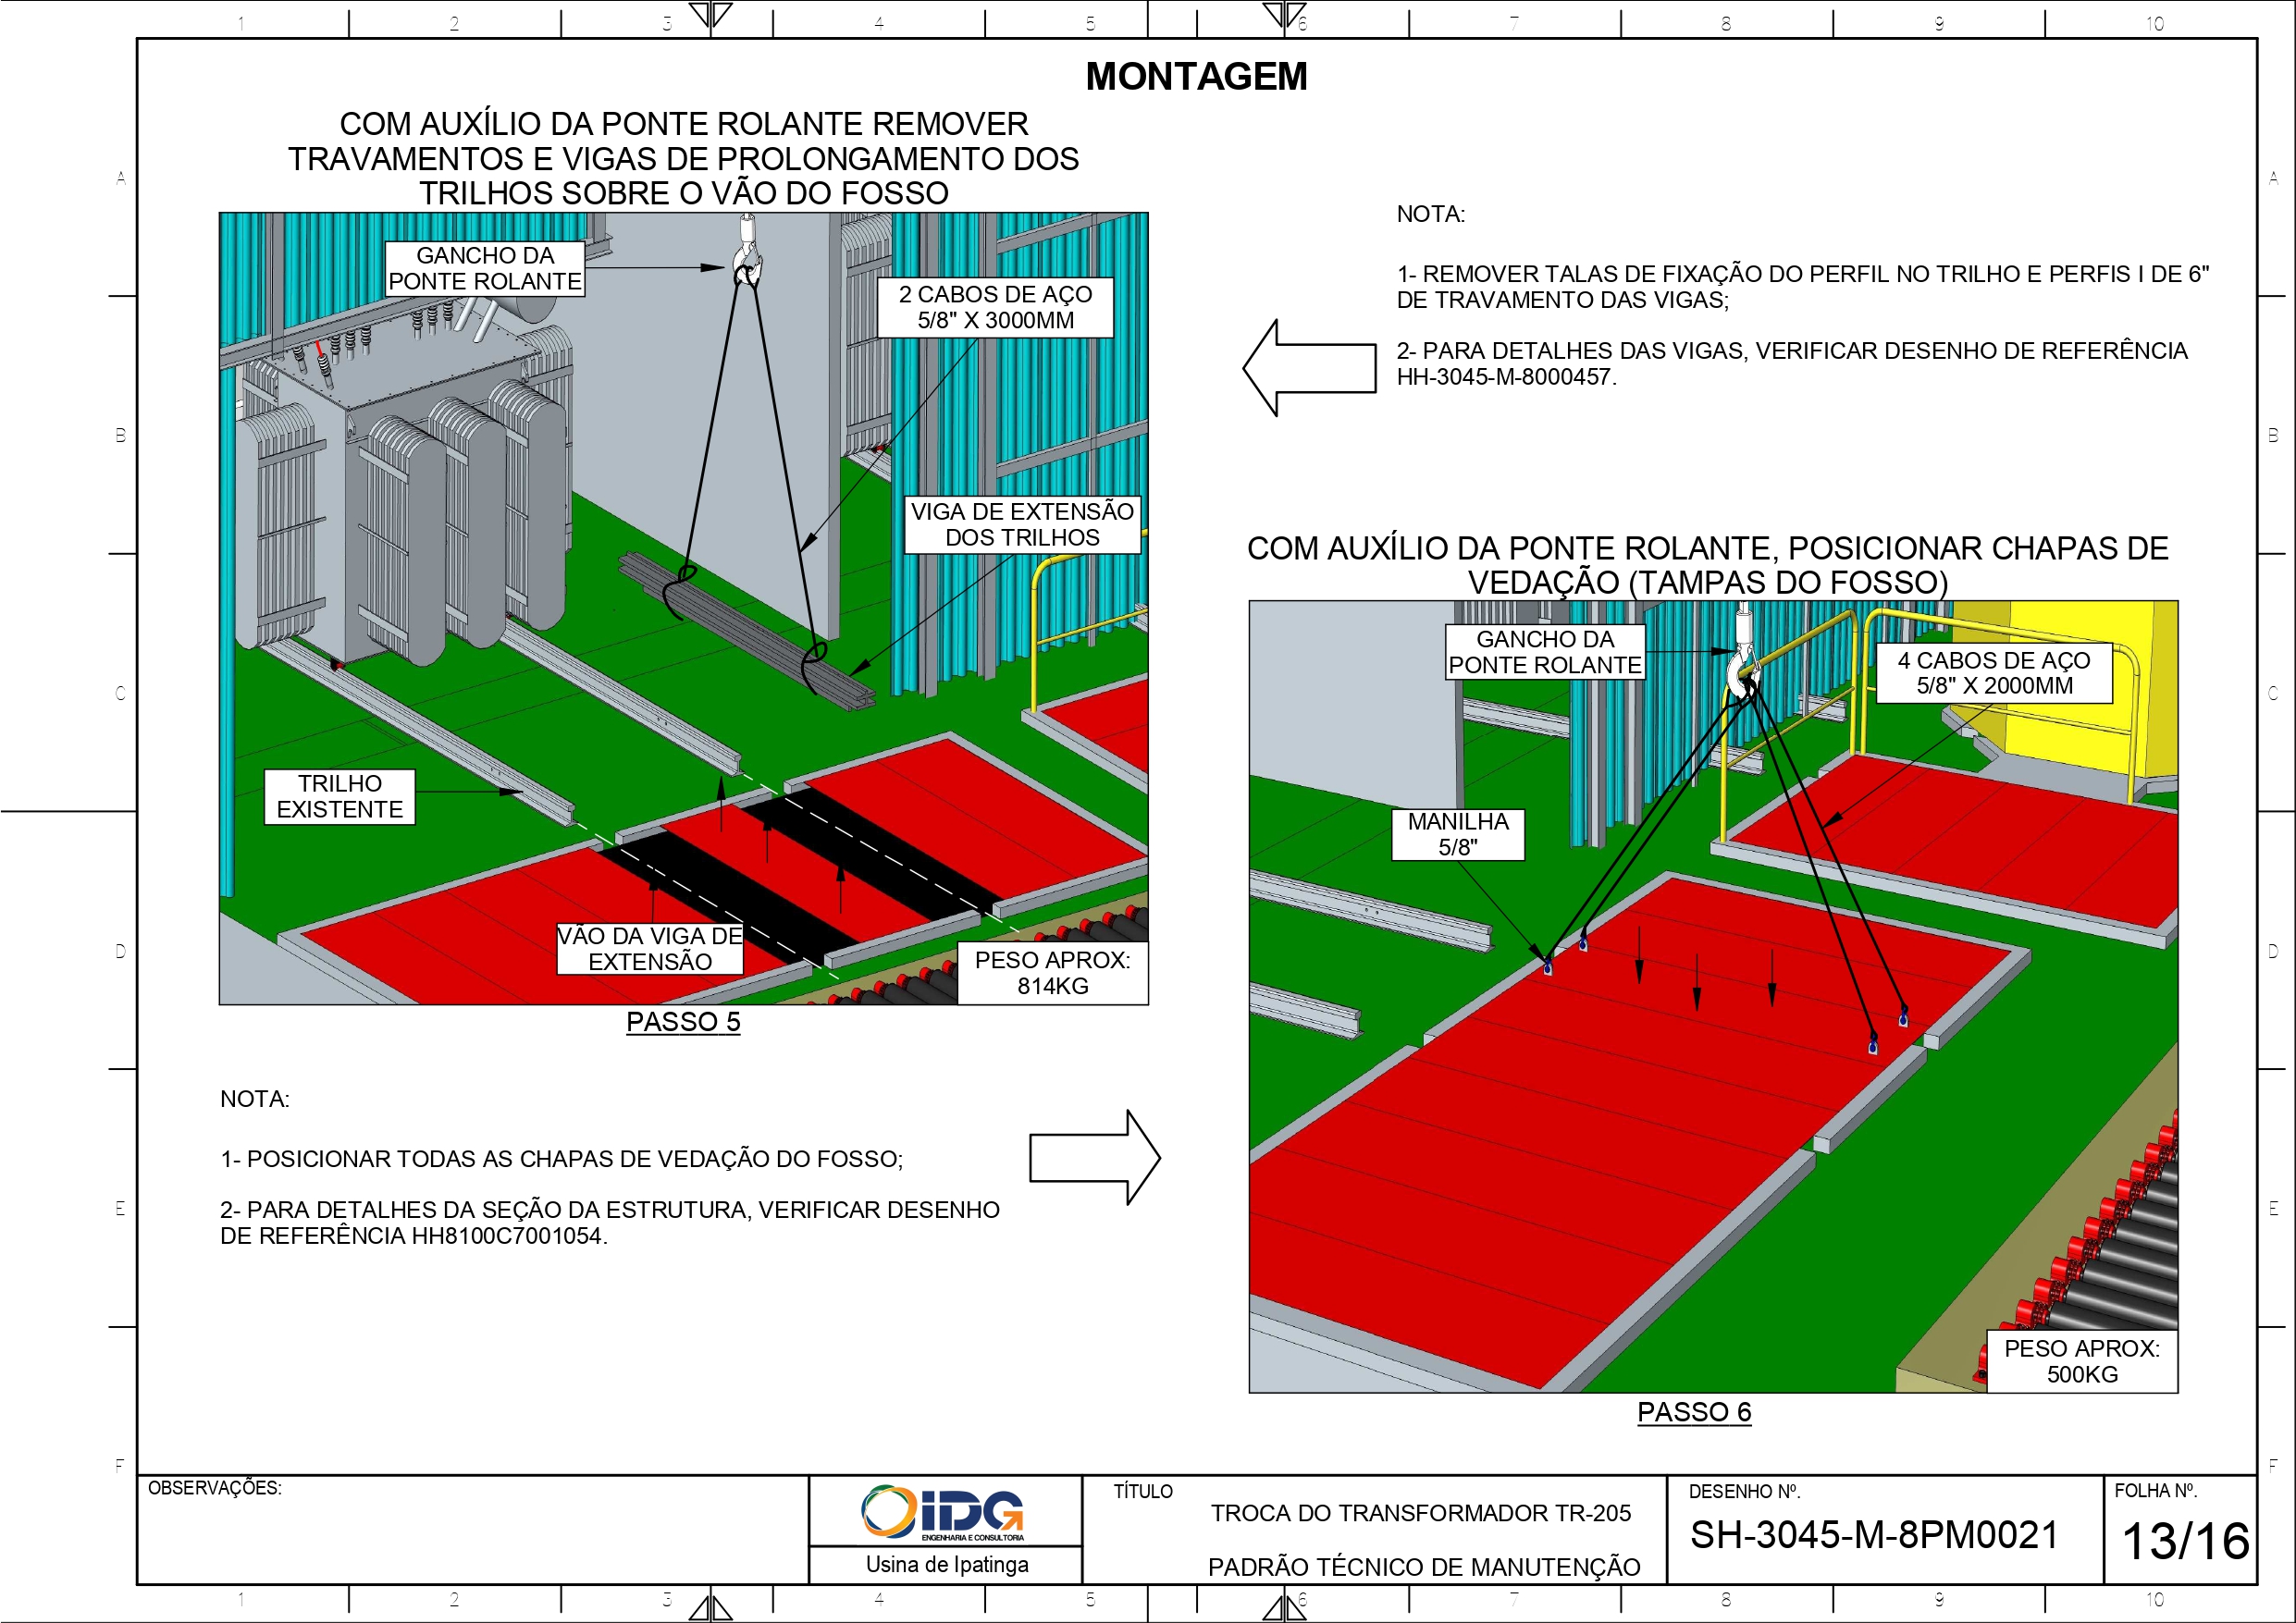 1 2 3 4 5 6 7 8 9 10
MONTAGEM
COM AUXÍLIO DA PONTE ROLANTE REMOVER
TRAVAMENTOS E VIGAS DE PROLONGAMENTO DOS
TRILHOS SOBRE O VÃO DO FOSSO
GANCHO DA
PONTE ROLANTE
2 CABOS DE AÇO
5/8" X 3000MM
VIGA DE EXTENSÃO
DOS TRILHOS
TRILHO
EXISTENTE
VÃO DA VIGA DE
EXTENSÃO
PESO APROX:
814KG
PASSO 5
NOTA:
1- REMOVER TALAS DE FIXAÇÃO DO PERFIL NO TRILHO E PERFIS I DE 6"
DE TRAVAMENTO DAS VIGAS;
2- PARA DETALHES DAS VIGAS, VERIFICAR DESENHO DE REFERÊNCIA
HH-3045-M-8000457.
COM AUXÍLIO DA PONTE ROLANTE, POSICIONAR CHAPAS DE
VEDAÇÃO (TAMPAS DO FOSSO)
GANCHO DA
PONTE ROLANTE
4 CABOS DE AÇO
5/8" X 2000MM
MANILHA
5/8"
PESO APROX:
500KG
PASSO 6
NOTA:
1- POSICIONAR TODAS AS CHAPAS DE VEDAÇÃO DO FOSSO;
2- PARA DETALHES DA SEÇÃO DA ESTRUTURA, VERIFICAR DESENHO
DE REFERÊNCIA HH8100C7001054.
A A
B B
C C
D D
E E
F F
OBSERVAÇÕES:
IDG
ENGENHARIA E CONSULTORIA
Usina de Ipatinga
TÍTULO
TROCA DO TRANSFORMADOR TR-205
PADRÃO TÉCNICO DE MANUTENÇÃO
DESENHO Nº.
SH-3045-M-8PM0021
FOLHA Nº.
13/16
1 2 3 4 5 6 7 8 9 10